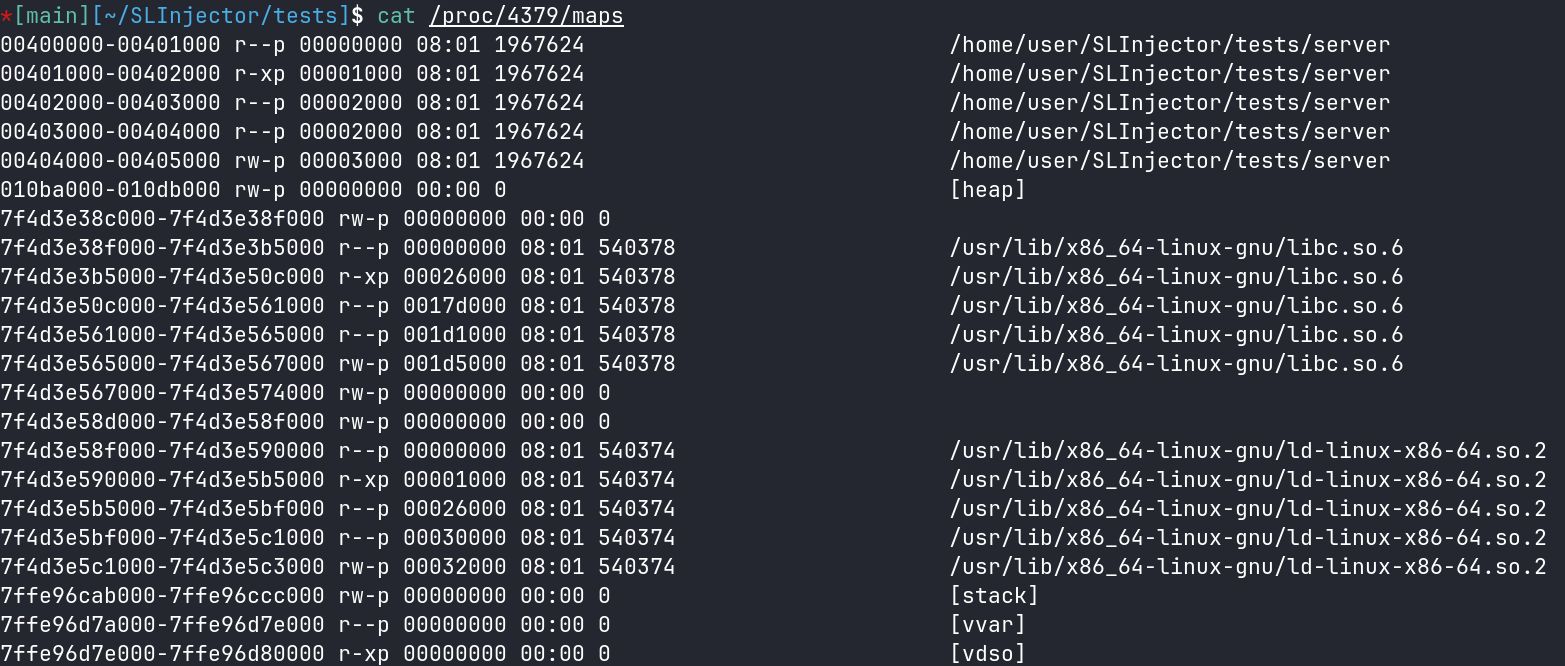 *[main][~/SLInjector/tests]$ cat /proc/4379/maps
00400000-00401000 r--p 00000000 08:01 1967624 /home/user/SLInjector/tests/server
00401000-00402000 r-xp 00001000 08:01 1967624 /home/user/SLInjector/tests/server
00402000-00403000 r--p 00002000 08:01 1967624 /home/user/SLInjector/tests/server
00403000-00404000 r--p 00002000 08:01 1967624 /home/user/SLInjector/tests/server
00404000-00405000 rw-p 00003000 08:01 1967624 /home/user/SLInjector/tests/server
010ba000-010db000 rw-p 00000000 00:00 0 [heap]
7f4d3e38c000-7f4d3e38f000 rw-p 00000000 00:00 0
7f4d3e38f000-7f4d3e3b5000 r--p 00000000 08:01 540378 /usr/lib/x86_64-linux-gnu/libc.so.6
7f4d3e3b5000-7f4d3e50c000 r-xp 00026000 08:01 540378 /usr/lib/x86_64-linux-gnu/libc.so.6
7f4d3e50c000-7f4d3e561000 r--p 0017d000 08:01 540378 /usr/lib/x86_64-linux-gnu/libc.so.6
7f4d3e561000-7f4d3e565000 r--p 001d1000 08:01 540378 /usr/lib/x86_64-linux-gnu/libc.so.6
7f4d3e565000-7f4d3e567000 rw-p 001d5000 08:01 540378 /usr/lib/x86_64-linux-gnu/libc.so.6
7f4d3e567000-7f4d3e574000 rw-p 00000000 00:00 0
7f4d3e58d000-7f4d3e58f000 rw-p 00000000 00:00 0
7f4d3e58f000-7f4d3e590000 r--p 00000000 08:01 540374 /usr/lib/x86_64-linux-gnu/ld-linux-x86-64.so.2
7f4d3e590000-7f4d3e5b5000 r-xp 00001000 08:01 540374 /usr/lib/x86_64-linux-gnu/ld-linux-x86-64.so.2
7f4d3e5b5000-7f4d3e5bf000 r--p 00026000 08:01 540374 /usr/lib/x86_64-linux-gnu/ld-linux-x86-64.so.2
7f4d3e5bf000-7f4d3e5c1000 r--p 00030000 08:01 540374 /usr/lib/x86_64-linux-gnu/ld-linux-x86-64.so.2
7f4d3e5c1000-7f4d3e5c3000 rw-p 00032000 08:01 540374 /usr/lib/x86_64-linux-gnu/ld-linux-x86-64.so.2
7ffe96cab000-7ffe96ccc000 rw-p 00000000 00:00 0 [stack]
7ffe96d7a000-7ffe96d7e000 r--p 00000000 00:00 0 [vvar]
7ffe96d7e000-7ffe96d80000 r-xp 00000000 00:00 0 [vdso]